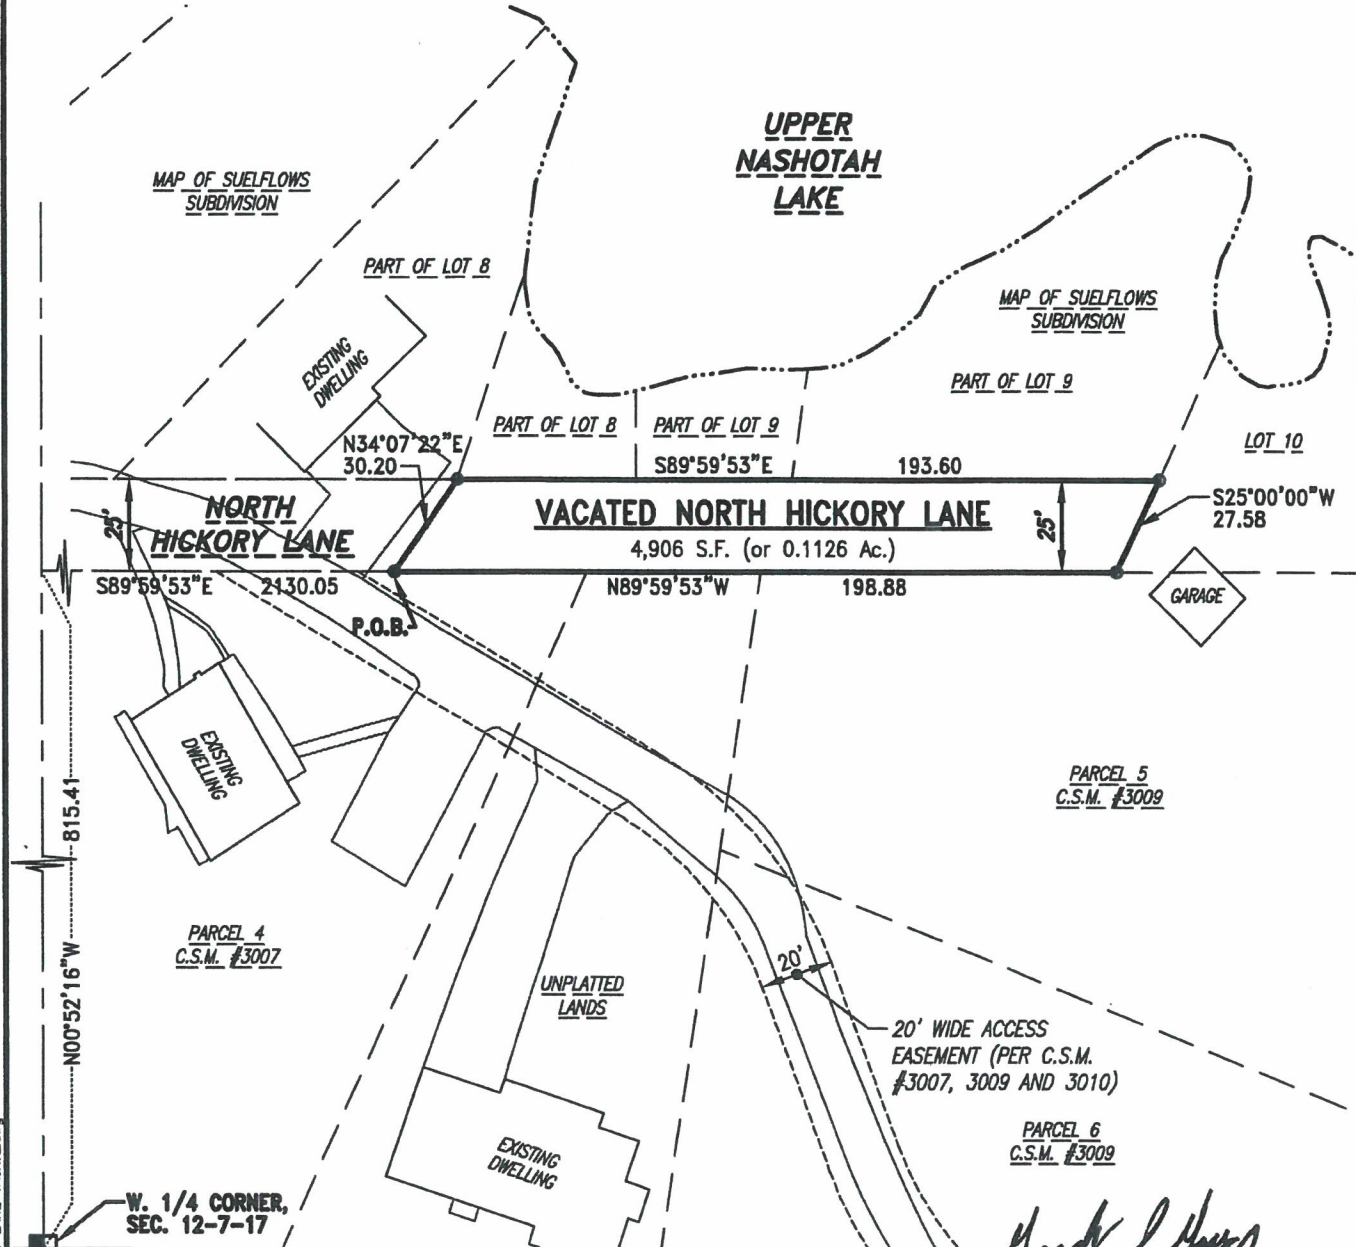 UPPER
NASHOTAH
LAKE
MAP OF SUELFLOWS
SUBDIVISION
PART OF LOT 8
MAP OF SUELFLOWS
SUBDIVISION
EXISTING
DWELLING
PART OF LOT 9
PART OF LOT 8
PART OF LOT 9
LOT 10
N34°07'22"E
30.20
S89°59'53"E
193.60
S25°00'00"W
27.58
25'
NORTH
HICKORY LANE
VACATED NORTH HICKORY LANE
4,906 S.F. (or 0.1126 Ac.)
25'
S89°59'53"E
2130.05
N89°59'53"W
198.88
GARAGE
P.O.B.
EXISTING
DWELLING
PARCEL 5
C.S.M. #3009
815.41
N00°52'16"W
PARCEL 4
C.S.M. #3007
UNPLATTED
LANDS
20'
20' WIDE ACCESS
EASEMENT (PER C.S.M.
#3007, 3009 AND 3010)
PARCEL 6
C.S.M. #3009
EXISTING
DWELLING
W. 1/4 CORNER,
SEC. 12-7-17